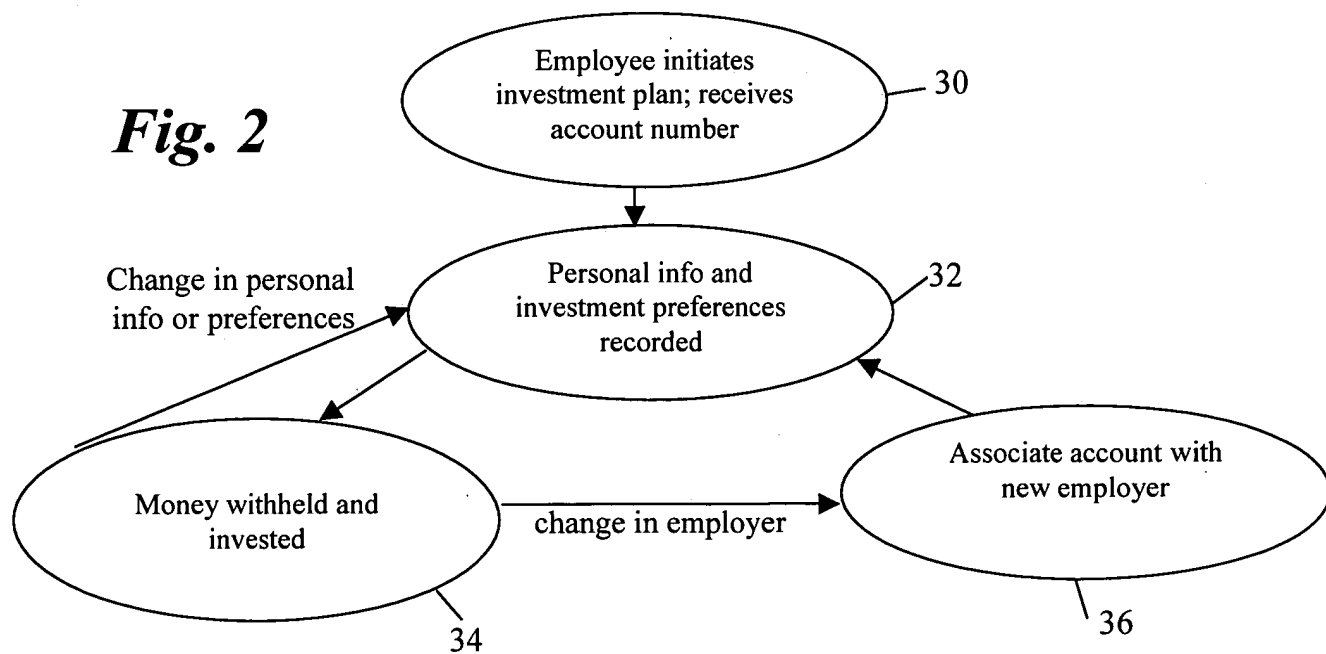 Fig. 2
Employee initiates
investment plan; receives
account number
30
Personal info and
investment preferences
recorded
32
Change in personal
info or preferences
Money withheld and
invested
34
change in employer
Associate account with
new employer
36